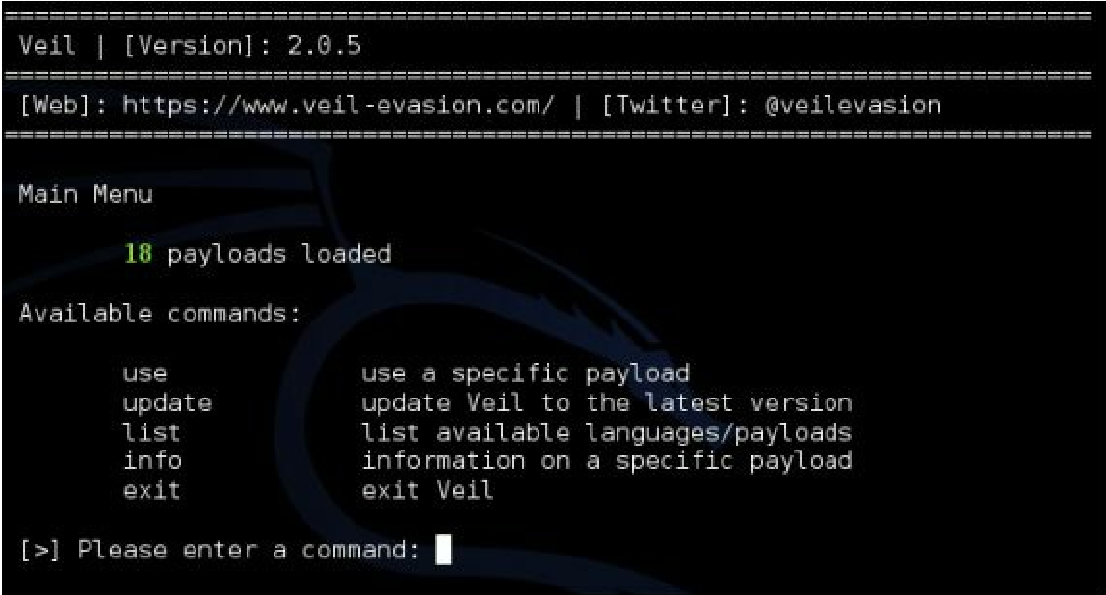 ===========================================================================
Veil | [Version]: 2.0.5
===========================================================================
[Web]: https://www.veil-evasion.com/ | [Twitter]: @veilevasion
===========================================================================
Main Menu
18 payloads loaded
Available commands:
use use a specific payload
update update Veil to the latest version
list list available languages/payloads
info information on a specific payload
exit exit Veil
[>] Please enter a command: